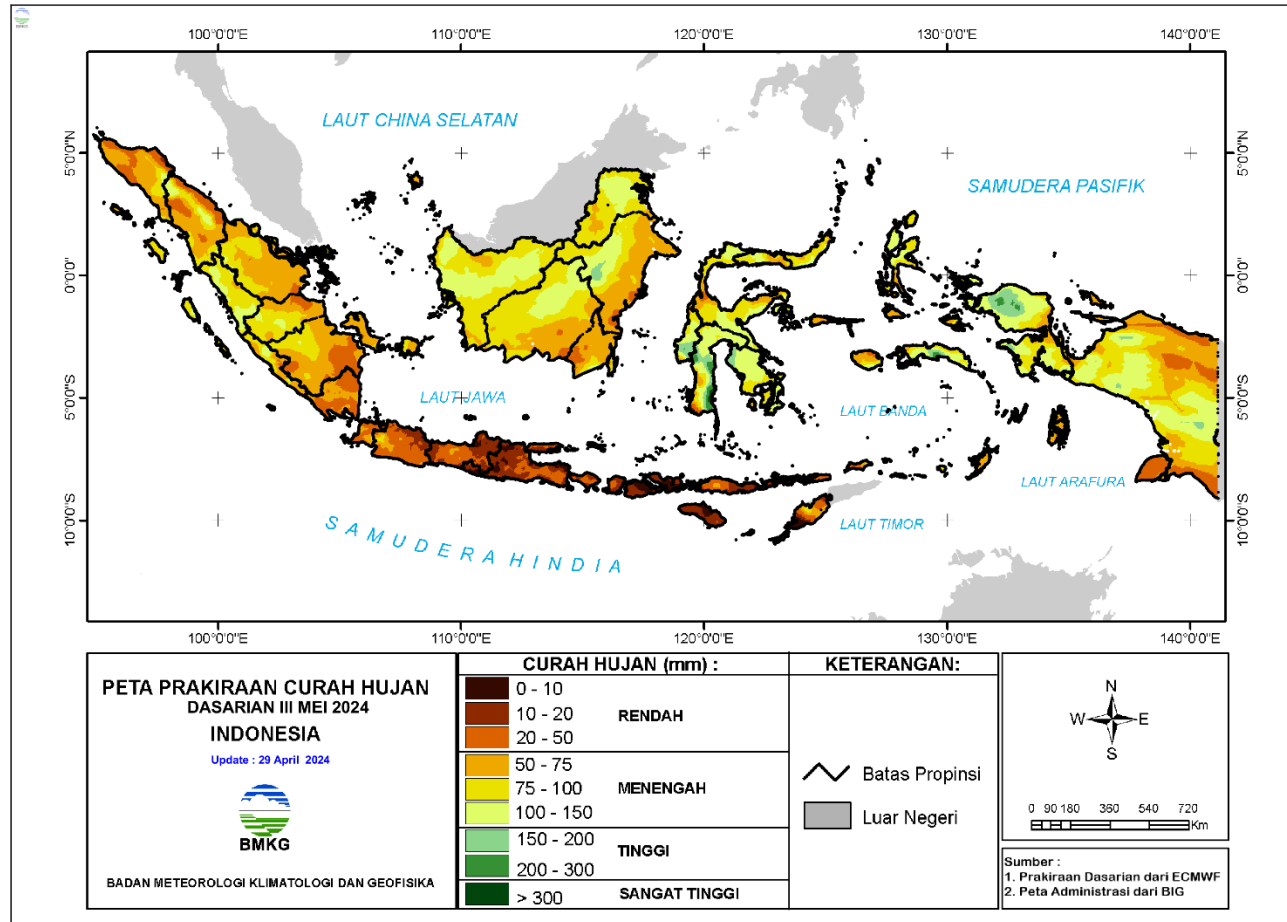 BMKG
100°0'0"E 110°0'0"E 120°0'0"E 130°0'0"E 140°0'0"E
5°0'0"N 5°0'0"N
0°0'0" 0°0'0"
5°0'0"S 5°0'0"S
10°0'0"S 10°0'0"S
LAUT CHINA SELATAN
SAMUDERA PASIFIK
LAUT JAWA
LAUT BANDA
LAUT ARAFURA
LAUT TIMOR
SAMUDERA HINDIA
100°0'0"E 110°0'0"E 120°0'0"E 130°0'0"E 140°0'0"E
PETA PRAKIRAAN CURAH HUJAN
DASARIAN III MEI 2024
INDONESIA
Update : 29 April 2024
BMKG
BADAN METEOROLOGI KLIMATOLOGI DAN GEOFISIKA
CURAH HUJAN (mm) :
0 - 10
10 - 20 RENDAH
20 - 50
50 - 75
75 - 100 MENENGAH
100 - 150
150 - 200 TINGGI
200 - 300
> 300 SANGAT TINGGI
KETERANGAN:
Batas Propinsi
Luar Negeri
N
W E
S
0 90 180 360 540 720
Km
Sumber :
1. Prakiraan Dasarian dari ECMWF
2. Peta Administrasi dari BIG